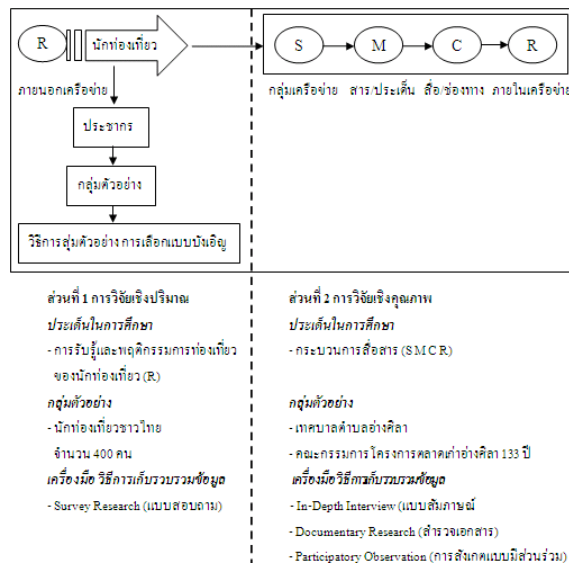 R นักท่องเที่ยว S M C R
ภายนอกเครือข่าย กลุ่มเครือข่าย สาร/ประเด็น สื่อ/ช่องทาง ภายในเครือข่าย
ประชากร
กลุ่มตัวอย่าง
วิธีการสุ่มตัวอย่าง การเลือกแบบบังเอิญ
ส่วนที่ 1 การวิจัยเชิงปริมาณ
ประเด็นในการศึกษา
- การรับรู้และพฤติกรรมการท่องเที่ยว
ของนักท่องเที่ยว (R)
กลุ่มตัวอย่าง
- นักท่องเที่ยวชาวไทย
จำนวน 400 คน
เครื่องมือ วิธีการเก็บรวบรวมข้อมูล
- Survey Research (แบบสอบถาม)
ส่วนที่ 2 การวิจัยเชิงคุณภาพ
ประเด็นในการศึกษา
- กระบวนการสื่อสาร (S M C R)
กลุ่มตัวอย่าง
- เทศบาลตำบลอ่างศิลา
- คณะกรรมการ โครงการตลาดเก่าอ่างศิลา 133 ปี
เครื่องมือ วิธีการเก็บรวบรวมข้อมูล
- In-Depth Interview (แบบสัมภาษณ์
- Documentary Research (สำรวจเอกสาร)
- Participatory Observation (การสังเกตแบบมีส่วนร่วม)